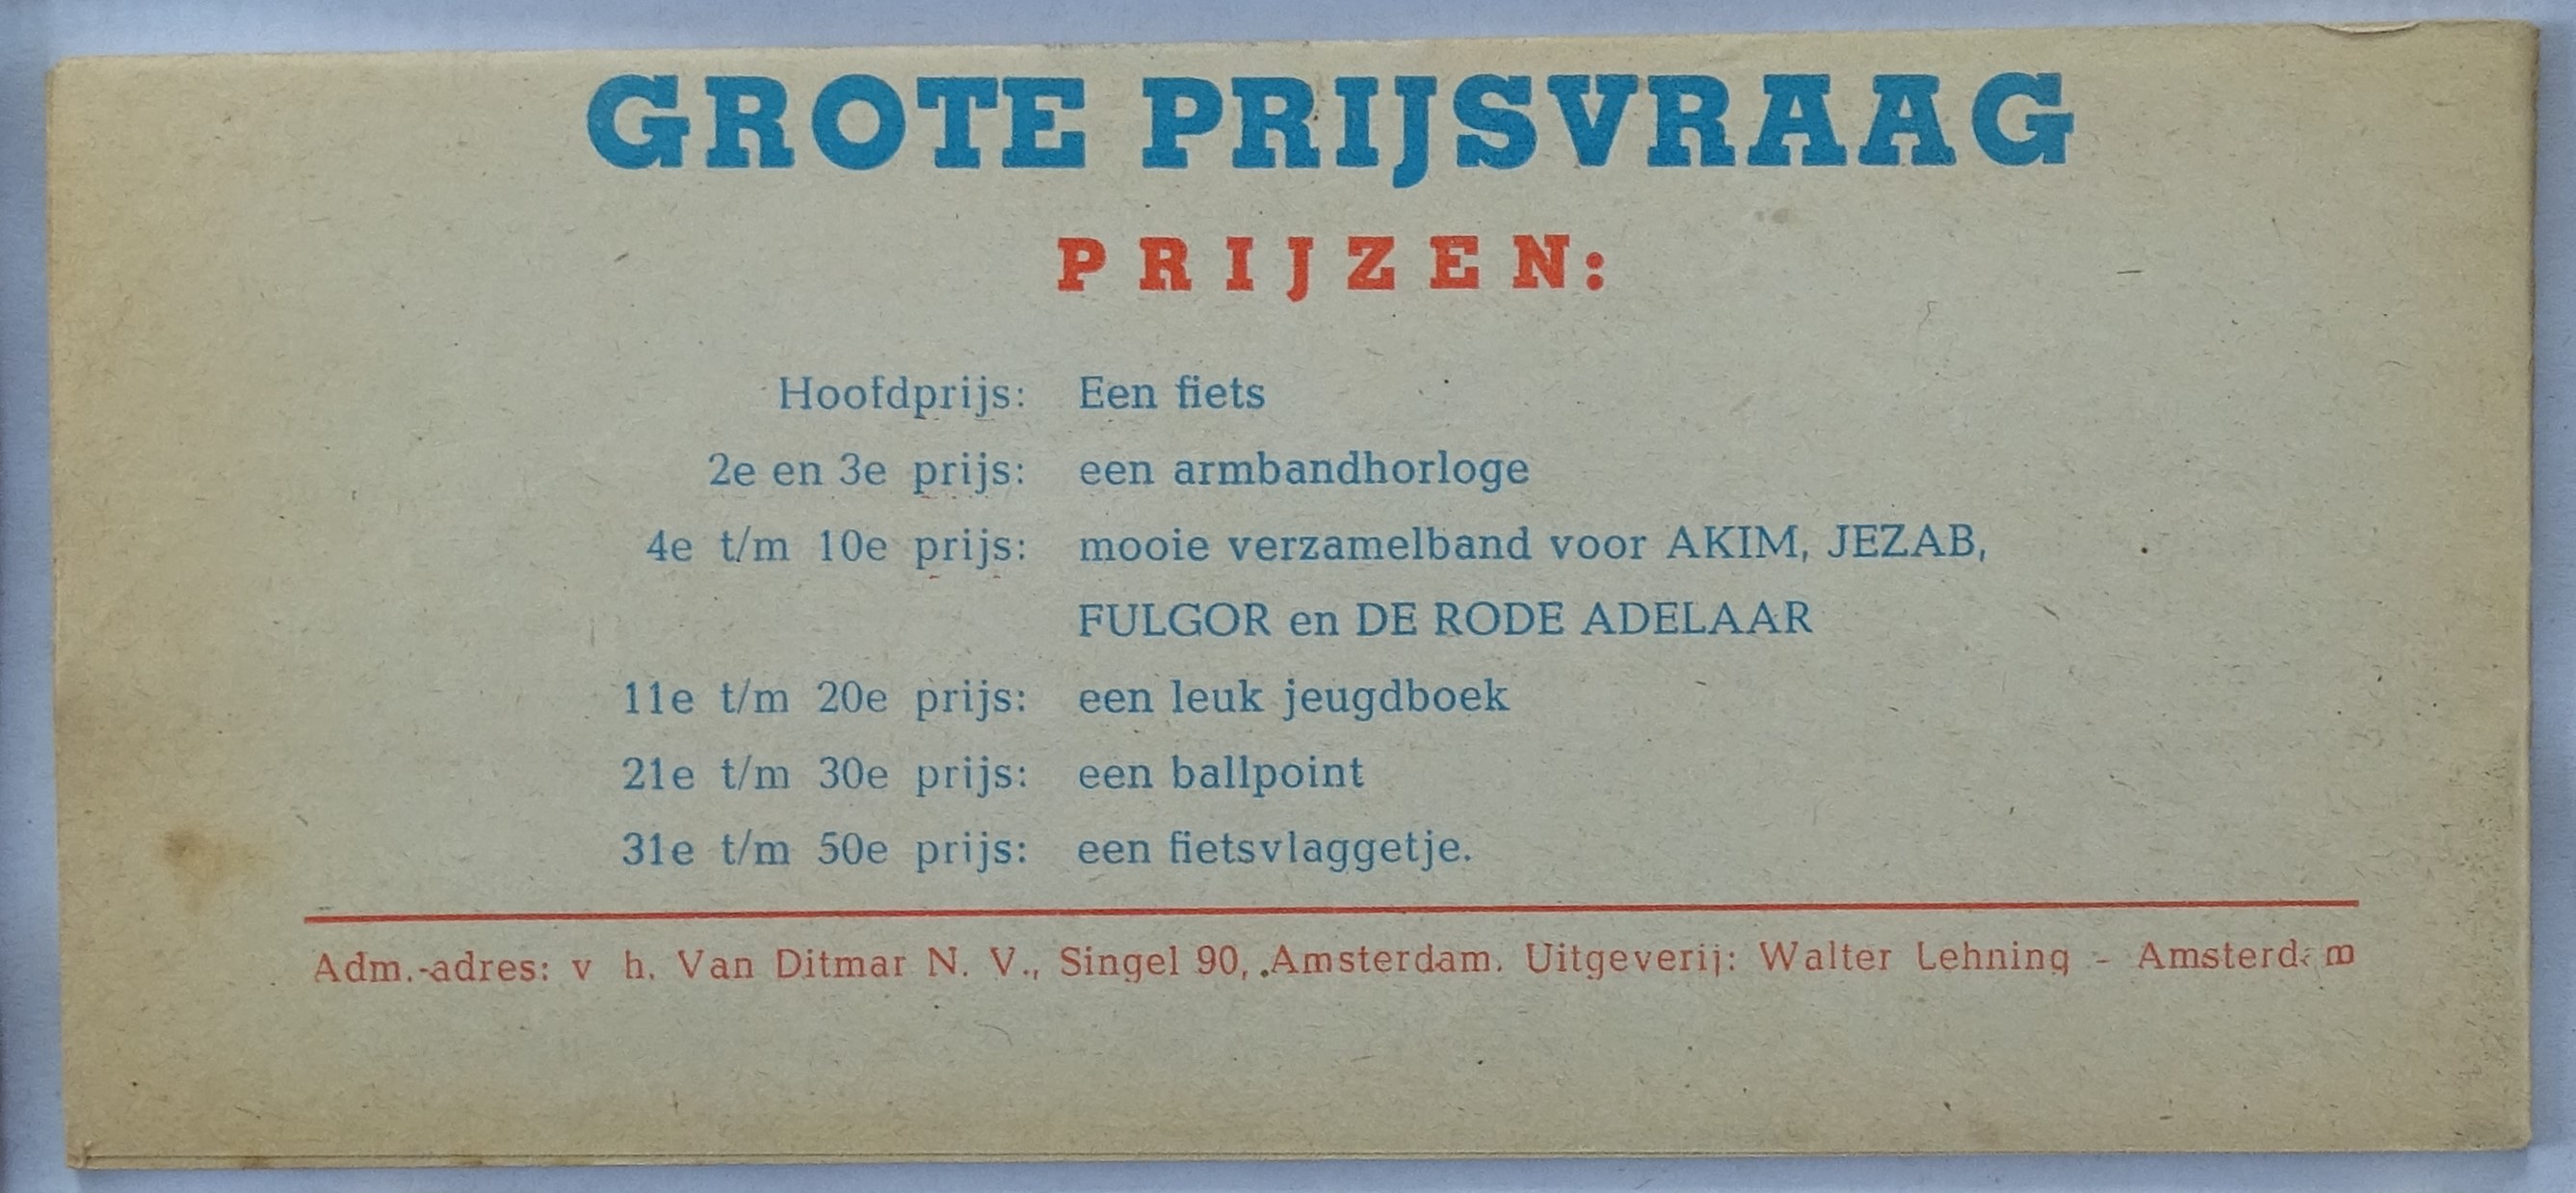 GROTE PRIJSVRAAG
PRIJZEN:
Hoofdprijs: Een fiets
2e en 3e prijs: een armbandhorloge
4e t/m 10e prijs: mooie verzamelband voor AKIM, JEZAB,
FULGOR en DE RODE ADELAAR
11e t/m 20e prijs: een leuk jeugdboek
21e t/m 30e prijs: een ballpoint
31e t/m 50e prijs: een fietsvlaggetje.
Adm.-adres: v h. Van Ditmar N. V., Singel 90, Amsterdam. Uitgeverij: Walter Lehning - Amsterdam